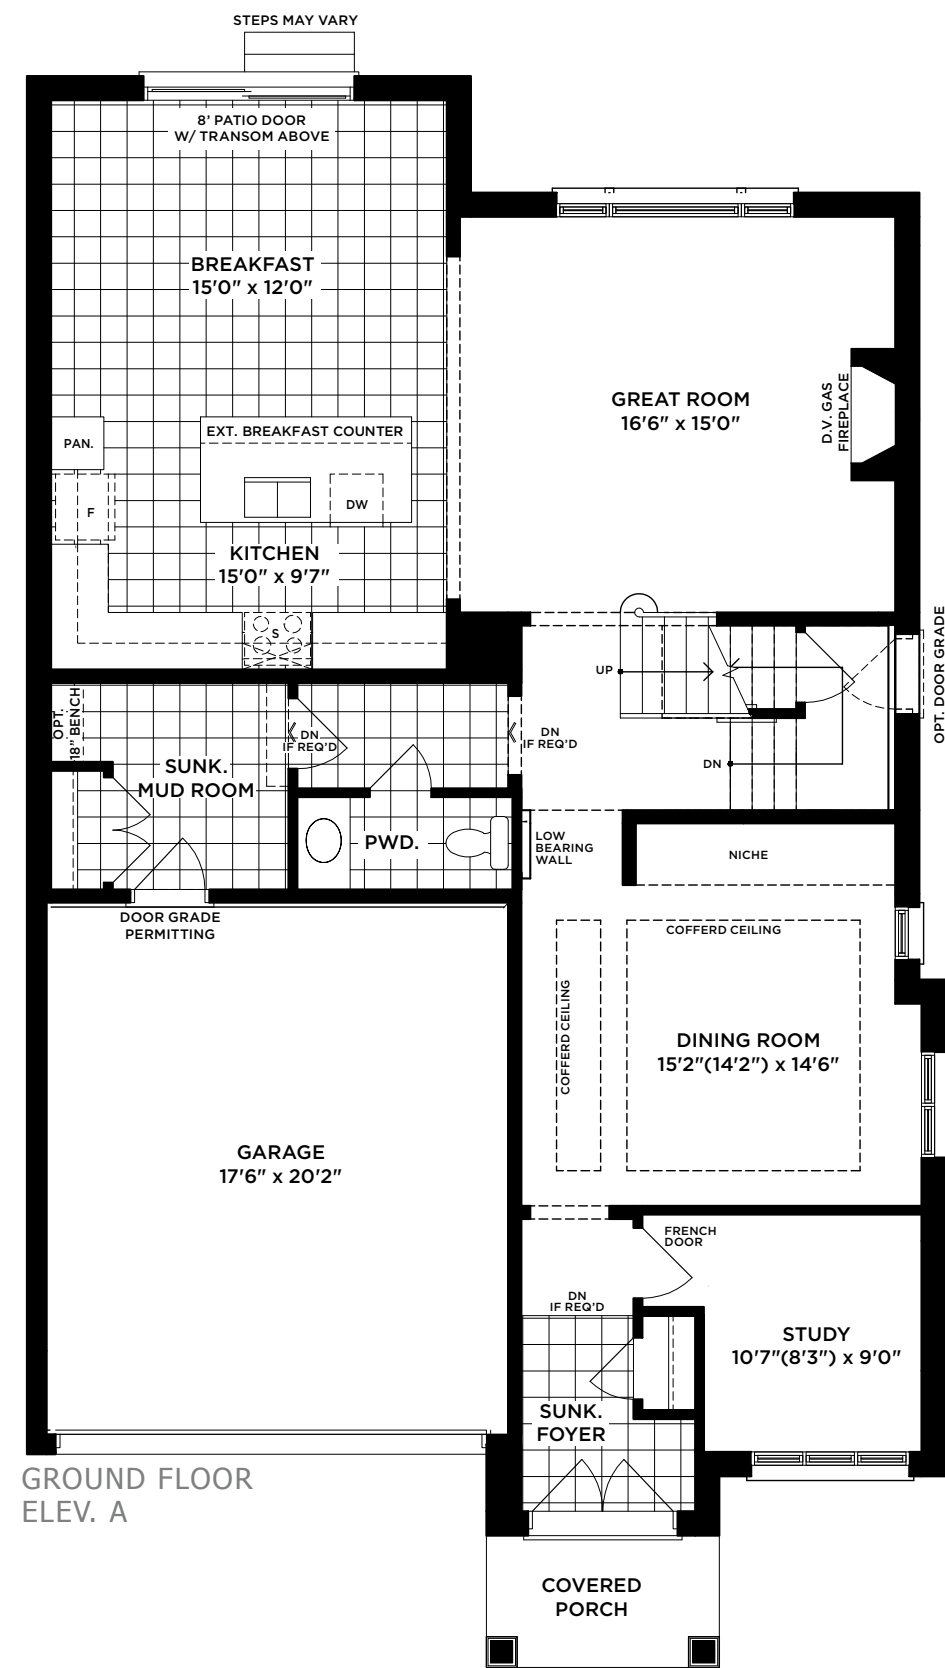 STEPS MAY VARY
8' PATIO DOOR
W/ TRANSOM ABOVE
BREAKFAST
15'0" x 12'0"
GREAT ROOM
16'6" x 15'0"
D.V. GAS
FIREPLACE
PAN.
EXT. BREAKFAST COUNTER
F
DW
KITCHEN
15'0" x 9'7"
S
UP
OPT. DOOR GRADE
OPT.
18" BENCH
SUNK.
MUD ROOM
DN
IF REQ'D
DN
IF REQ'D
DN
PWD.
LOW
BEARING
WALL
NICHE
DOOR GRADE
PERMITTING
COFFERD CEILING
COFFERD CEILING
DINING ROOM
15'2"(14'2") x 14'6"
GARAGE
17'6" x 20'2"
FRENCH
DOOR
DN
IF REQ'D
STUDY
10'7"(8'3") x 9'0"
SUNK.
FOYER
GROUND FLOOR
ELEV. A
COVERED
PORCH